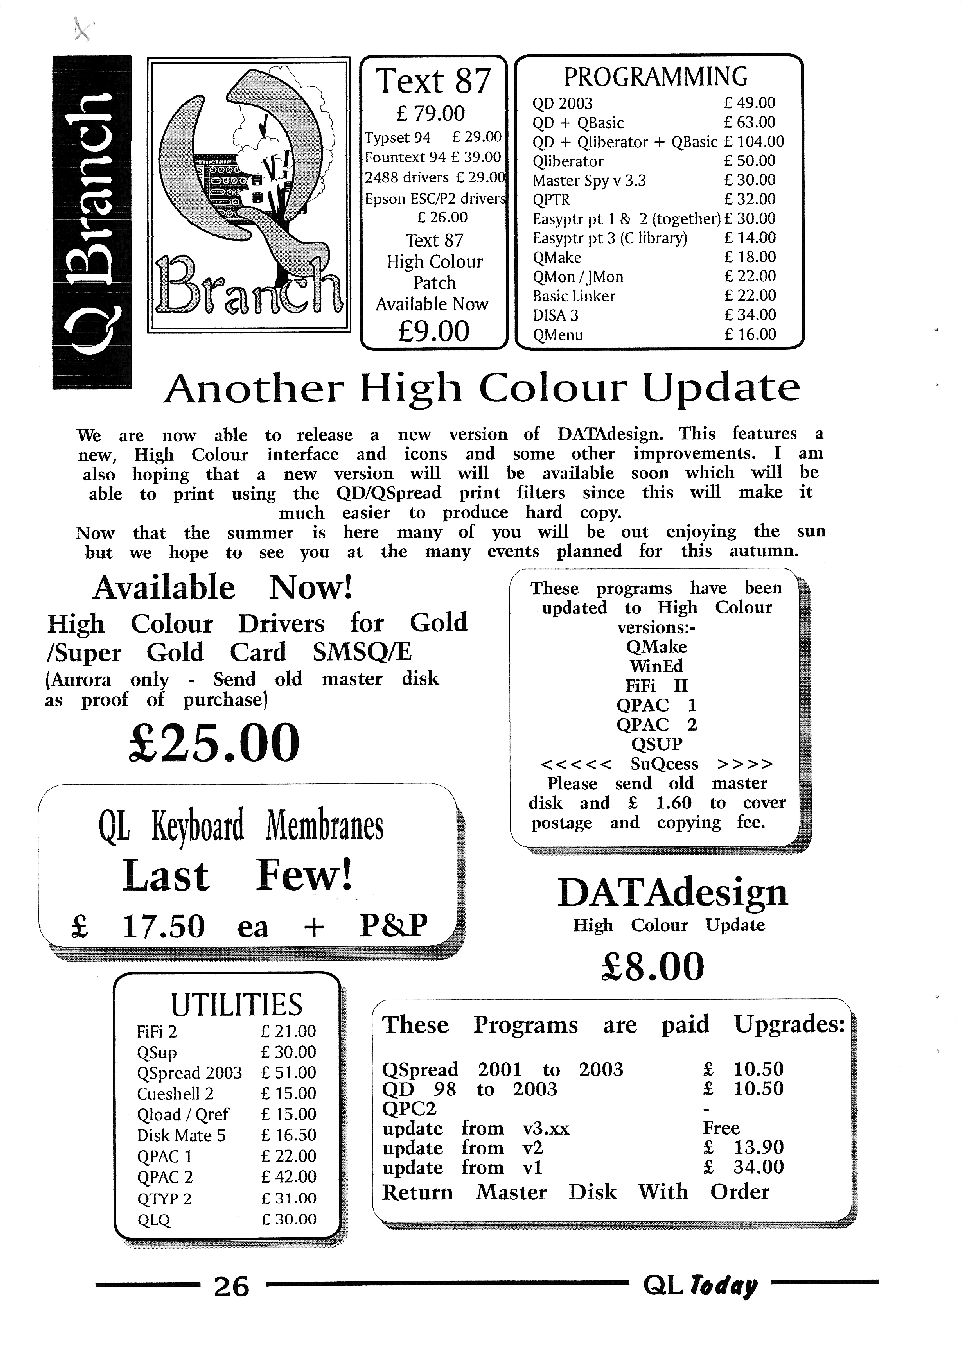 Q Branch
Q
Branch
Text 87
£ 79.00
Typset 94 £ 29.00
Fountext 94 £ 39.00
2488 drivers £ 29.00
Epson ESC/P2 drivers
£ 26.00
Text 87
High Colour
Patch
Available Now
£9.00
PROGRAMMING
QD 2003 £ 49.00
QD + QBasic £ 63.00
QD + Qliberator + QBasic £ 104.00
Qliberator £ 50.00
Master Spy v 3.3 £ 30.00
QPTR £ 32.00
Easyptr pt 1 & 2 (together) £ 30.00
Easyptr pt 3 (C library) £ 14.00
QMake £ 18.00
QMon / JMon £ 22.00
Basic Linker £ 22.00
DISA 3 £ 34.00
QMenu £ 16.00
Another High Colour Update
We are now able to release a new version of DATAdesign. This features a
new, High Colour interface and icons and some other improvements. I am
also hoping that a new version will will be available soon which will be
able to print using the QD/QSpread print filters since this will make it
much easier to produce hard copy.
Now that the summer is here many of you will be out enjoying the sun
but we hope to see you at the many events planned for this autumn.
Available Now!
High Colour Drivers for Gold
/Super Gold Card SMSQ/E
(Aurora only - Send old master disk
as proof of purchase)
£25.00
These programs have been
updated to High Colour
versions:-
QMake
WinEd
FiFi II
QPAC 1
QPAC 2
QSUP
<<<<< SuQcess >>>>
Please send old master
disk and £ 1.60 to cover
postage and copying fee.
QL Keyboard Membranes
Last Few!
£ 17.50 ea + P&P
DATAdesign
High Colour Update
£8.00
UTILITIES
FiFi 2 £ 21.00
QSup £ 30.00
QSpread 2003 £ 51.00
Cueshell 2 £ 15.00
Qload / Qref £ 15.00
Disk Mate 5 £ 16.50
QPAC 1 £ 22.00
QPAC 2 £ 42.00
QTYP 2 £ 31.00
QLQ £ 30.00
These Programs are paid Upgrades:
QSpread 2001 to 2003 £ 10.50
QD 98 to 2003 £ 10.50
QPC2 -
update from v3.xx Free
update from v2 £ 13.90
update from v1 £ 34.00
Return Master Disk With Order
26 QL Today